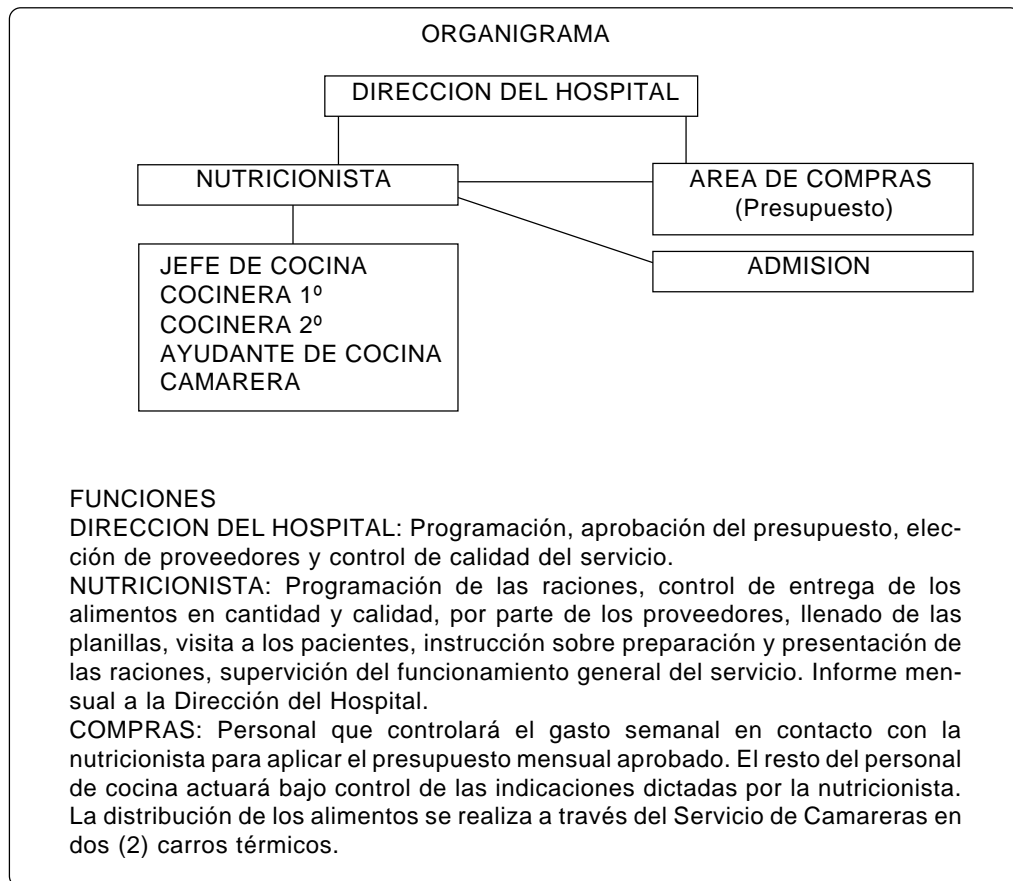 ORGANIGRAMA
DIRECCION DEL HOSPITAL
NUTRICIONISTA
AREA DE COMPRAS
(Presupuesto)
ADMISION
JEFE DE COCINA
COCINERA 1º
COCINERA 2º
AYUDANTE DE COCINA
CAMARERA
FUNCIONES
DIRECCION DEL HOSPITAL: Programación, aprobación del presupuesto, elec-
ción de proveedores y control de calidad del servicio.
NUTRICIONISTA: Programación de las raciones, control de entrega de los
alimentos en cantidad y calidad, por parte de los proveedores, llenado de las
planillas, visita a los pacientes, instrucción sobre preparación y presentación de
las raciones, supervición del funcionamiento general del servicio. Informe men-
sual a la Dirección del Hospital.
COMPRAS: Personal que controlará el gasto semanal en contacto con la
nutricionista para aplicar el presupuesto mensual aprobado. El resto del personal
de cocina actuará bajo control de las indicaciones dictadas por la nutricionista.
La distribución de los alimentos se realiza a través del Servicio de Camareras en
dos (2) carros térmicos.